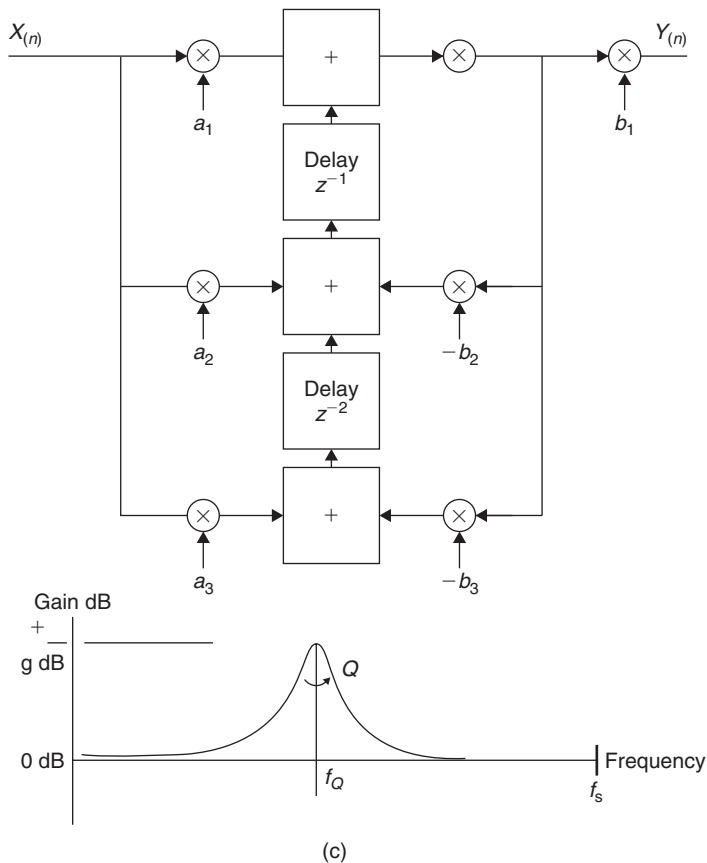 X(n)
Y(n)
× + × ×
a1
b1
Delay
z−1
× + ×
a2
−b2
Delay
z−2
× + ×
a3
−b3
Gain dB
+
−
g dB
Q
0 dB
Frequency
fQ
fs
(c)